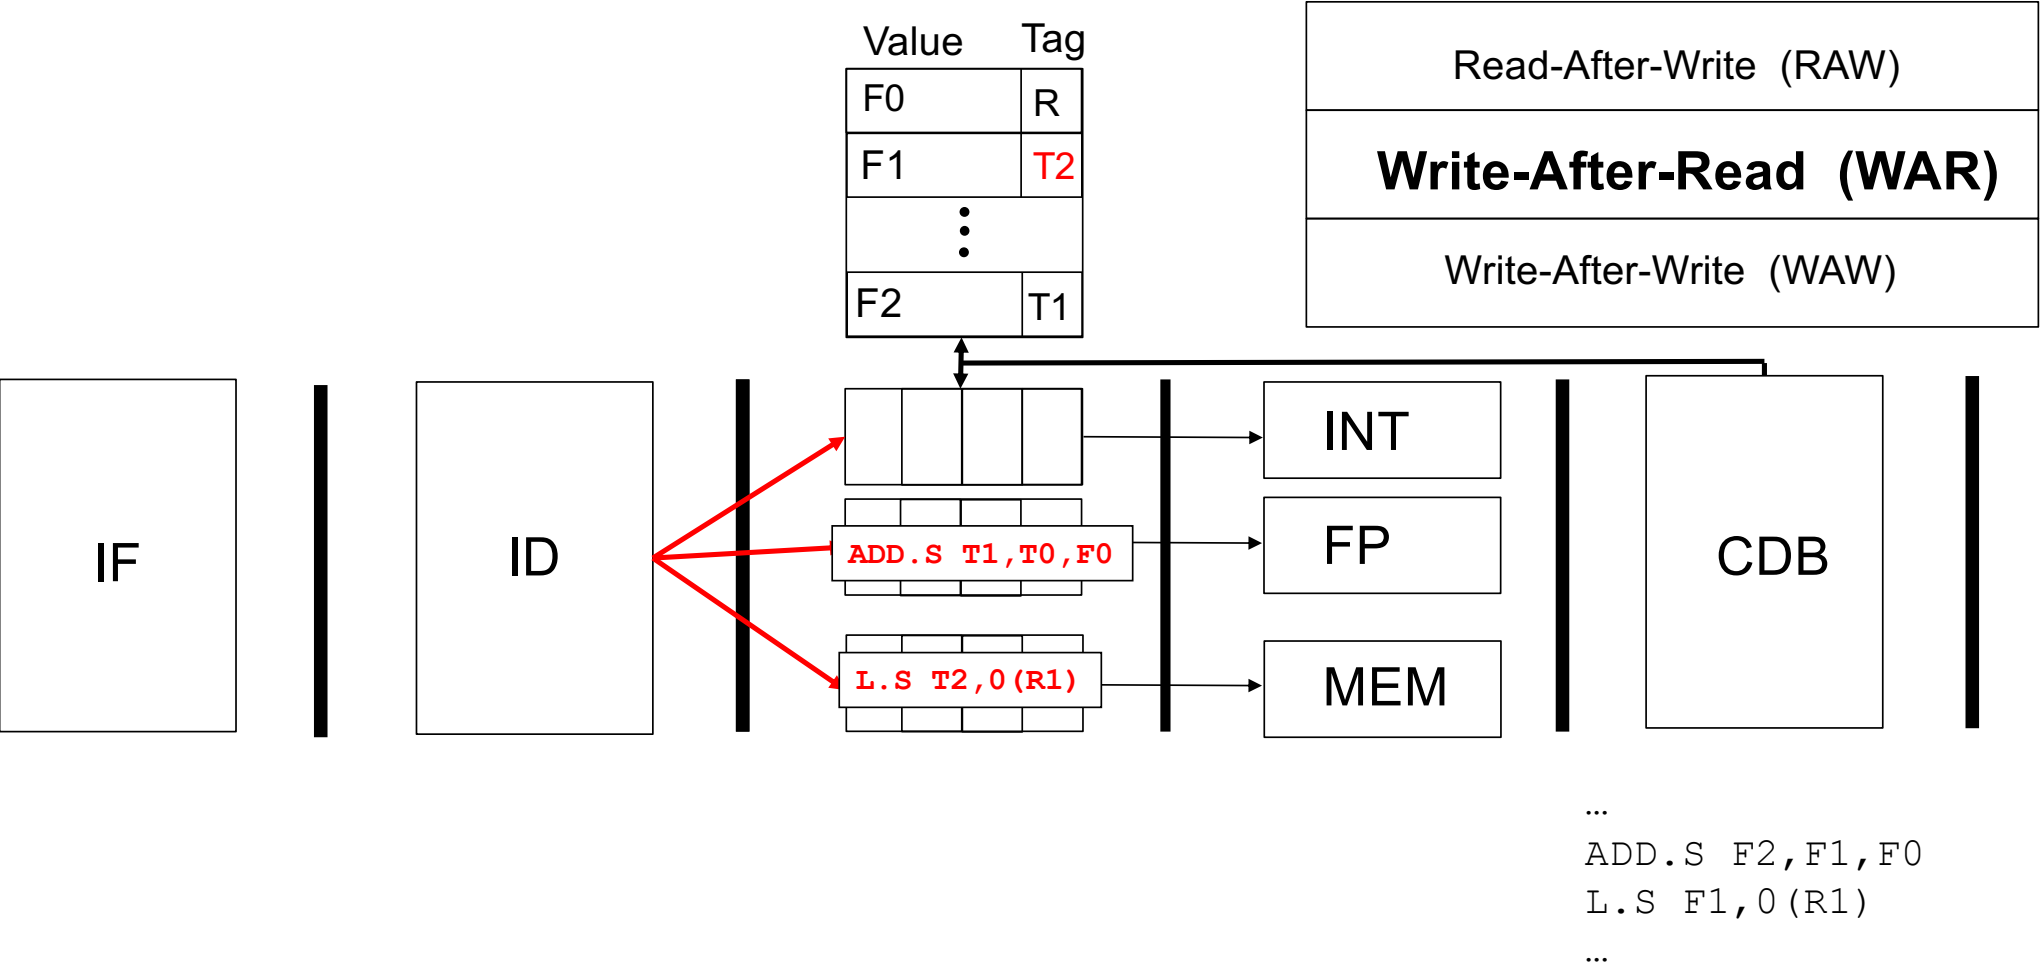 Value Tag
F0 R
F1 T2
F2 T1
Read-After-Write (RAW)
Write-After-Read (WAR)
Write-After-Write (WAW)
IF
ID
ADD.S T1,T0,F0
L.S T2,0(R1)
INT
FP
MEM
CDB
…
ADD.S F2,F1,F0
L.S F1,0(R1)
…